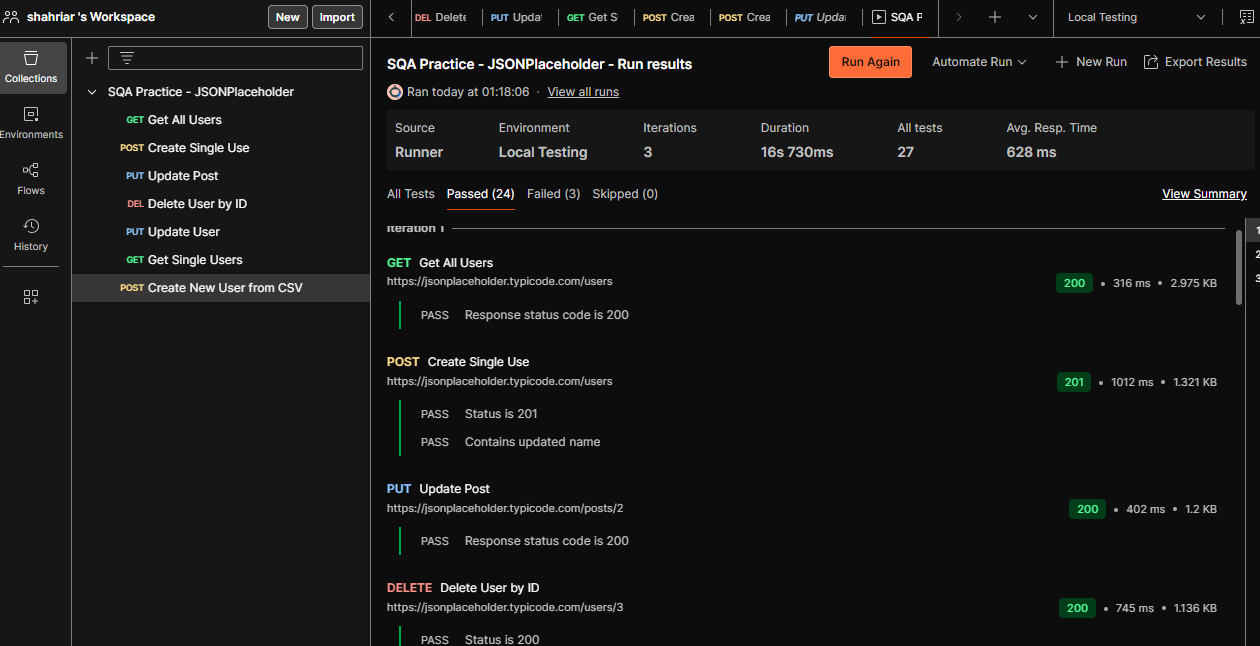 shahriar 's Workspace
New
Import
DEL Delete
PUT Upda
GET Get S
POST Crea
POST Crea
PUT Upda
SQA P
Local Testing
Collections
Environments
Flows
History
SQA Practice - JSONPlaceholder
GET Get All Users
POST Create Single Use
PUT Update Post
DEL Delete User by ID
PUT Update User
GET Get Single Users
POST Create New User from CSV
SQA Practice - JSONPlaceholder - Run results
Run Again
Automate Run
New Run
Export Results
Ran today at 01:18:06 · View all runs
Source Environment Iterations Duration All tests Avg. Resp. Time
Runner Local Testing 3 16s 730ms 27 628 ms
All Tests Passed (24) Failed (3) Skipped (0)
View Summary
Iteration 1
1
2
3
GET Get All Users
https://jsonplaceholder.typicode.com/users
200 • 316 ms • 2.975 KB
PASS Response status code is 200
POST Create Single Use
https://jsonplaceholder.typicode.com/users
201 • 1012 ms • 1.321 KB
PASS Status is 201
PASS Contains updated name
PUT Update Post
https://jsonplaceholder.typicode.com/posts/2
200 • 402 ms • 1.2 KB
PASS Response status code is 200
DELETE Delete User by ID
https://jsonplaceholder.typicode.com/users/3
200 • 745 ms • 1.136 KB
PASS Status is 200